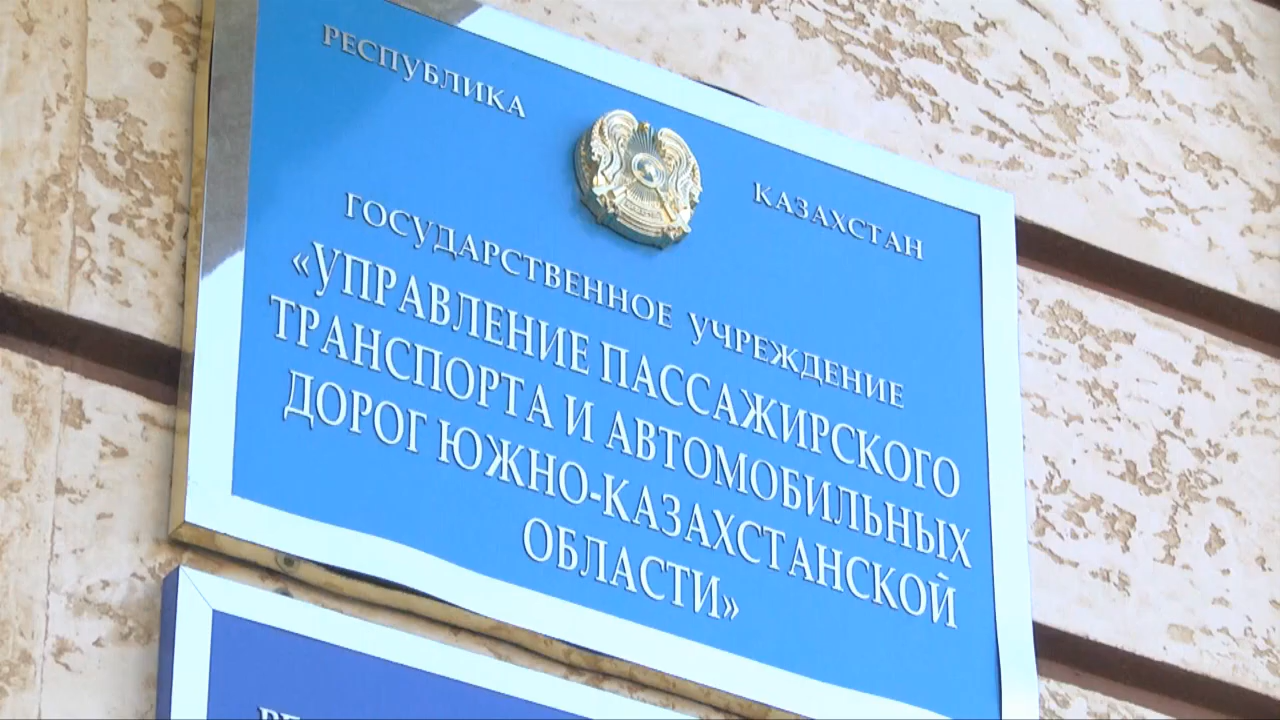 РЕСПУБЛИКА КАЗАХСТАН
ГОСУДАРСТВЕННОЕ УЧРЕЖДЕНИЕ
«УПРАВЛЕНИЕ ПАССАЖИРСКОГО
ТРАНСПОРТА И АВТОМОБИЛЬНЫХ
ДОРОГ ЮЖНО-КАЗАХСТАНСКОЙ
ОБЛАСТИ»